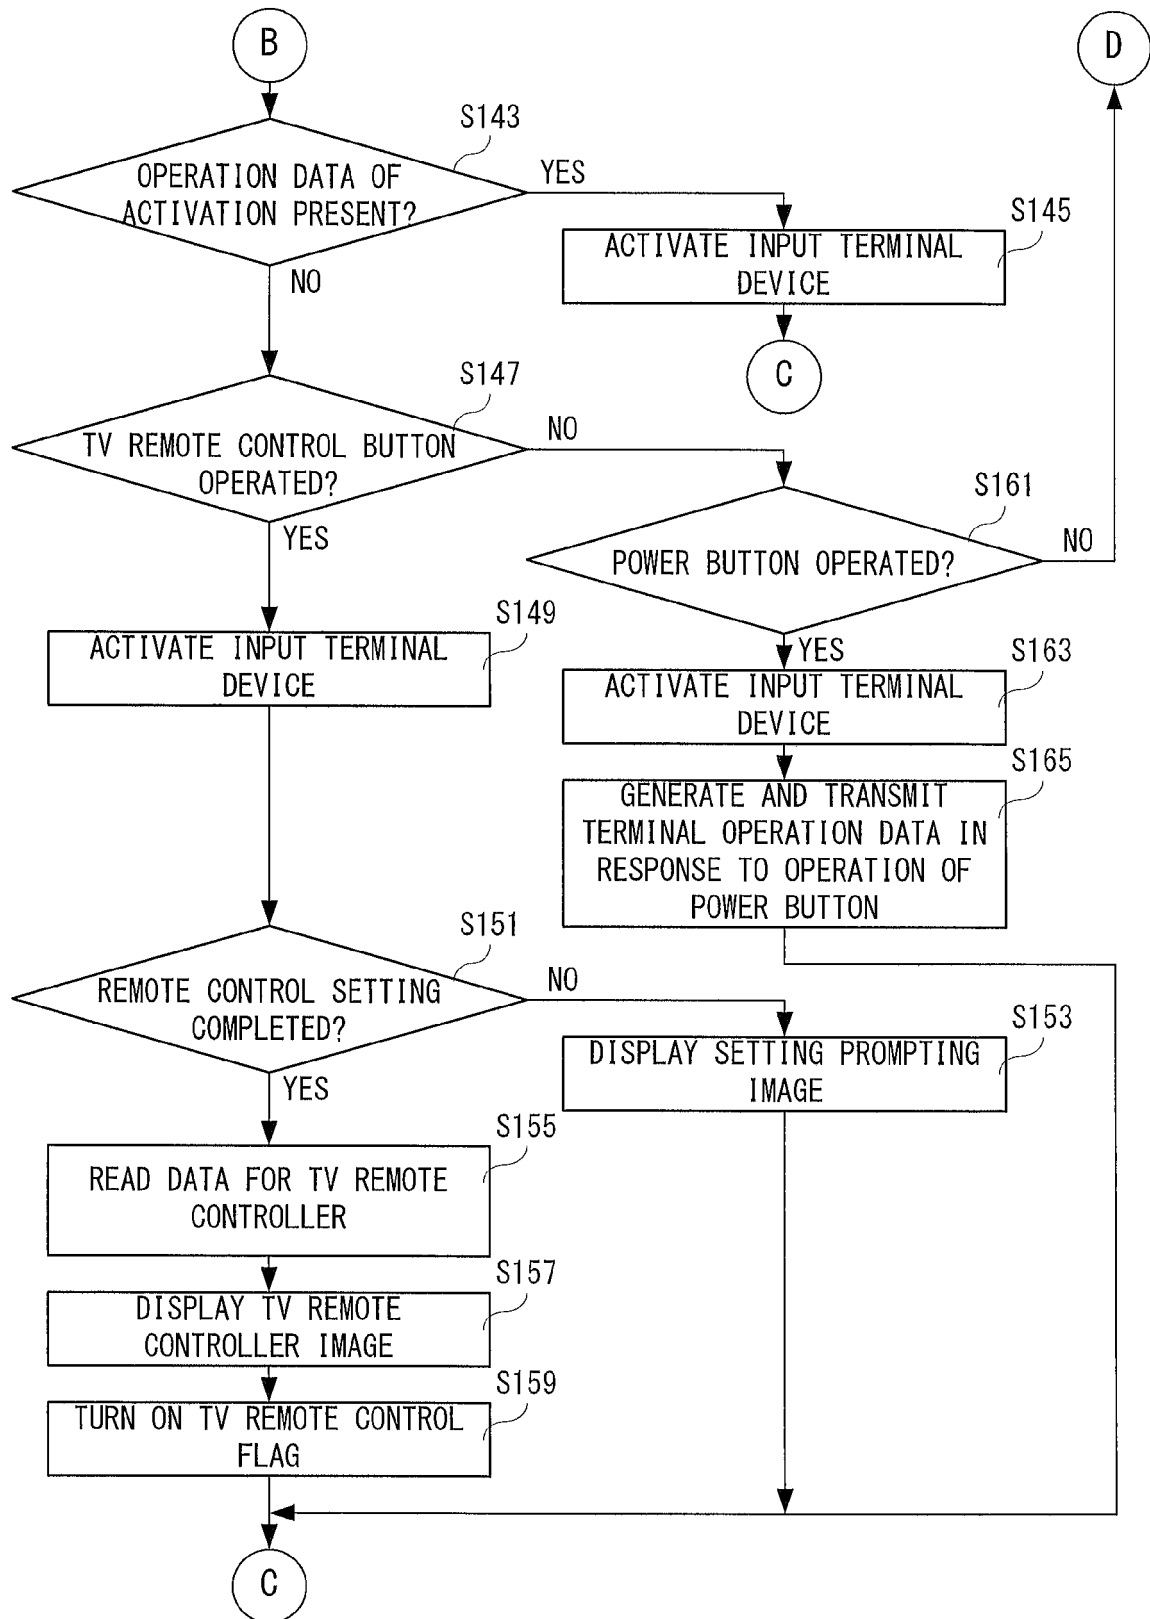 B
D
S143
OPERATION DATA OF
ACTIVATION PRESENT?
YES
NO
S145
ACTIVATE INPUT TERMINAL
DEVICE
C
S147
TV REMOTE CONTROL BUTTON
OPERATED?
NO
YES
S161
POWER BUTTON OPERATED?
NO
YES
S149
ACTIVATE INPUT TERMINAL
DEVICE
S163
ACTIVATE INPUT TERMINAL
DEVICE
S165
GENERATE AND TRANSMIT
TERMINAL OPERATION DATA IN
RESPONSE TO OPERATION OF
POWER BUTTON
S151
REMOTE CONTROL SETTING
COMPLETED?
NO
YES
S153
DISPLAY SETTING PROMPTING
IMAGE
S155
READ DATA FOR TV REMOTE
CONTROLLER
S157
DISPLAY TV REMOTE
CONTROLLER IMAGE
S159
TURN ON TV REMOTE CONTROL
FLAG
C